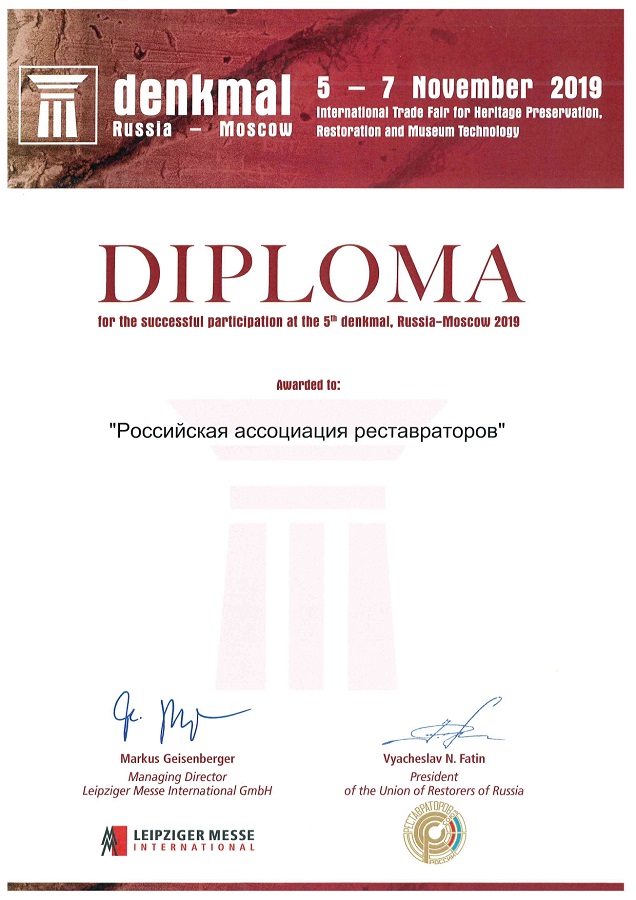 denkmal
Russia – Moscow
5 – 7 November 2019
International Trade Fair for Heritage Preservation,
Restoration and Museum Technology
DIPLOMA
for the successful participation at the 5th denkmal, Russia–Moscow 2019
Awarded to:
"Российская ассоциация реставраторов"
Markus Geisenberger
Managing Director
Leipziger Messe International GmbH
Vyacheslav N. Fatin
President
of the Union of Restorers of Russia
LEIPZIGER MESSE
INTERNATIONAL
РЕСТАВРАТОРОВ
РОССИИ